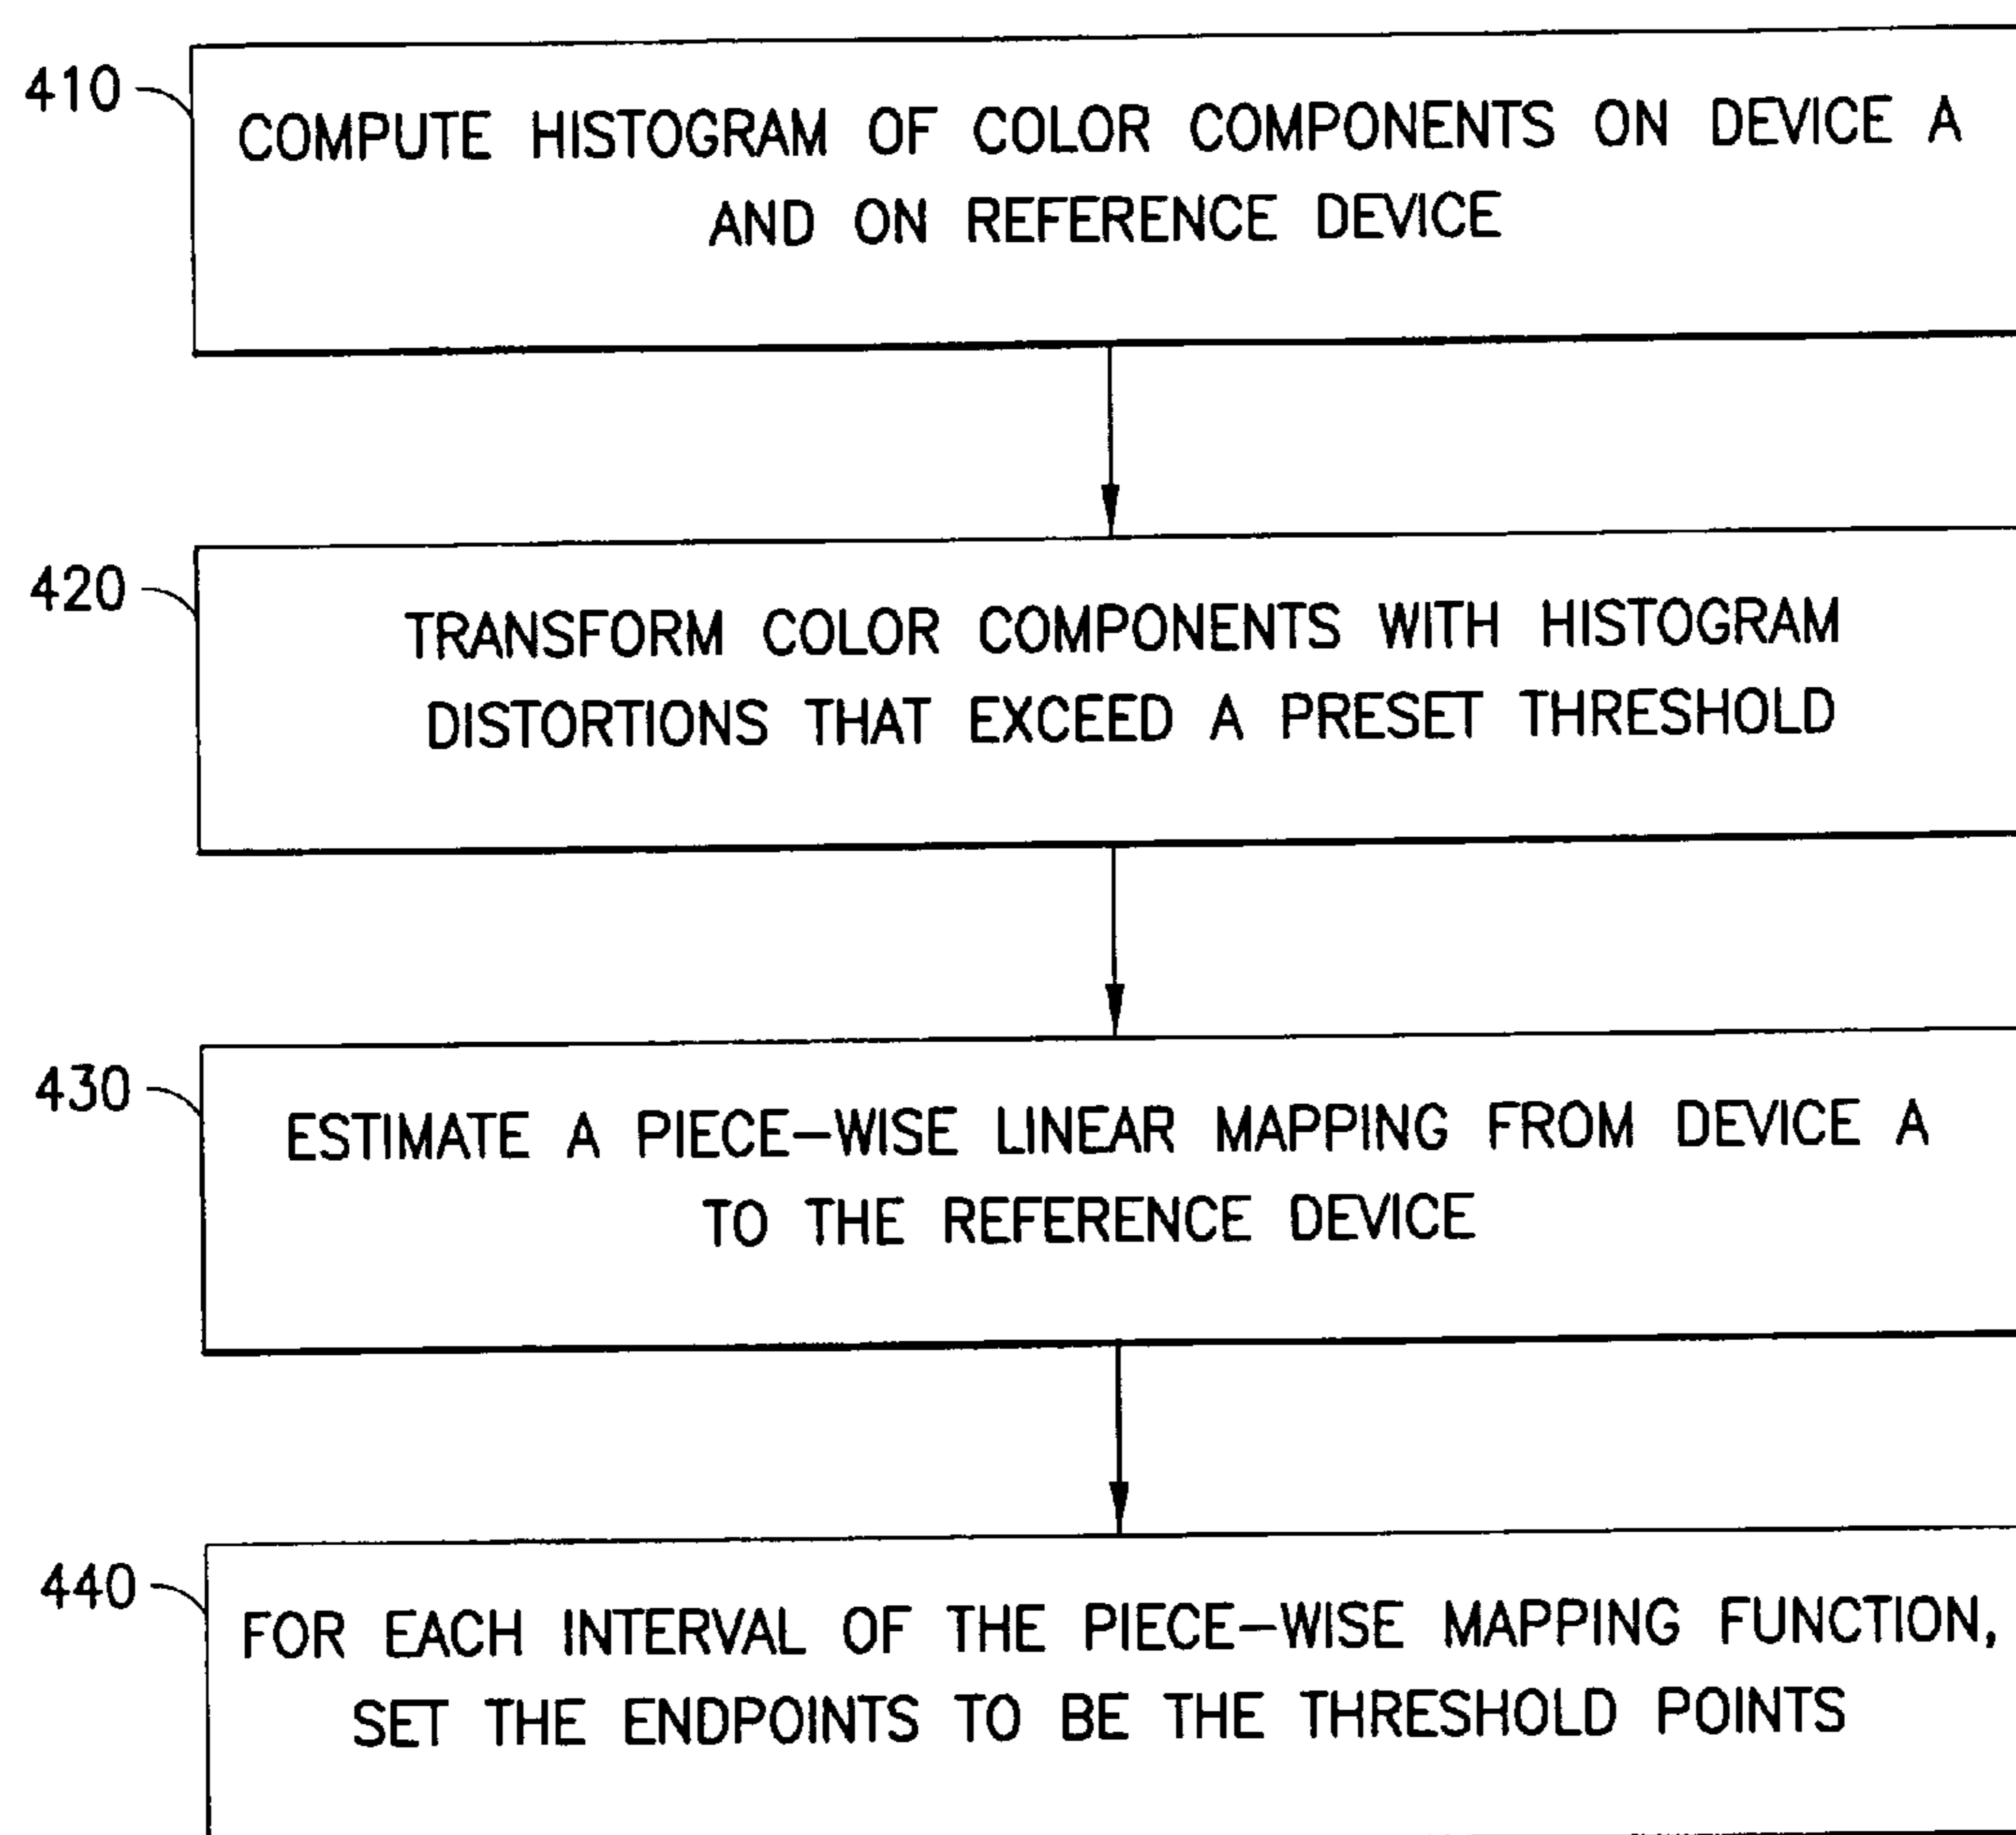 410
COMPUTE HISTOGRAM OF COLOR COMPONENTS ON DEVICE A
AND ON REFERENCE DEVICE
420
TRANSFORM COLOR COMPONENTS WITH HISTOGRAM
DISTORTIONS THAT EXCEED A PRESET THRESHOLD
430
ESTIMATE A PIECE–WISE LINEAR MAPPING FROM DEVICE A
TO THE REFERENCE DEVICE
440
FOR EACH INTERVAL OF THE PIECE–WISE MAPPING FUNCTION,
SET THE ENDPOINTS TO BE THE THRESHOLD POINTS